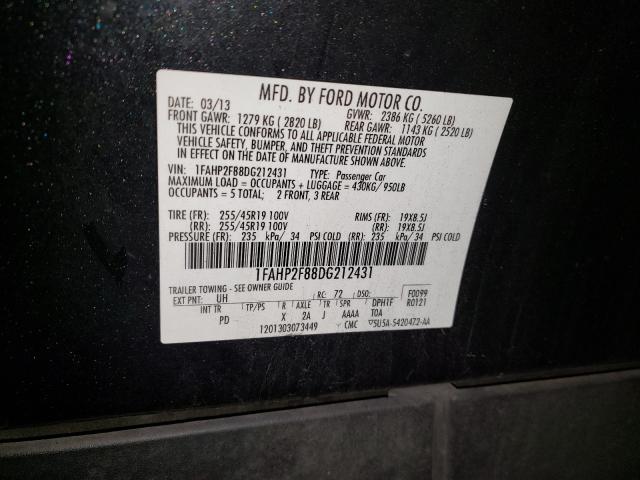 MFD. BY FORD MOTOR CO.
DATE: 03/13 GVWR: 2386 KG ( 5260 LB)
FRONT GAWR: 1279 KG ( 2820 LB) REAR GAWR: 1143 KG ( 2520 LB)
THIS VEHICLE CONFORMS TO ALL APPLICABLE FEDERAL MOTOR
VEHICLE SAFETY, BUMPER, AND THEFT PREVENTION STANDARDS
IN EFFECT ON THE DATE OF MANUFACTURE SHOWN ABOVE.
VIN: 1FAHP2F88DG212431 TYPE: Passenger Car
MAXIMUM LOAD = OCCUPANTS + LUGGAGE = 430KG/ 950LB
OCCUPANTS = 5 TOTAL; 2 FRONT, 3 REAR
TIRE (FR): 255/45R19 100V RIMS (FR): 19X8.5J
(RR): 255/45R19 100V (RR): 19X8.5J
PRESSURE (FR): 235 kPa/ 34 PSI COLD (RR): 235 kPa/ 34 PSI COLD
1FAHP2F88DG212431
TRAILER TOWING - SEE OWNER GUIDE
EXT PNT: UH RC: 72 DSO: F0099
INT TR TP/PS R AXLE TR SPR DPH1F R0121
PD X 2A J AAAA TOA
1201303073449 CMC 5U5A-5420472-AA